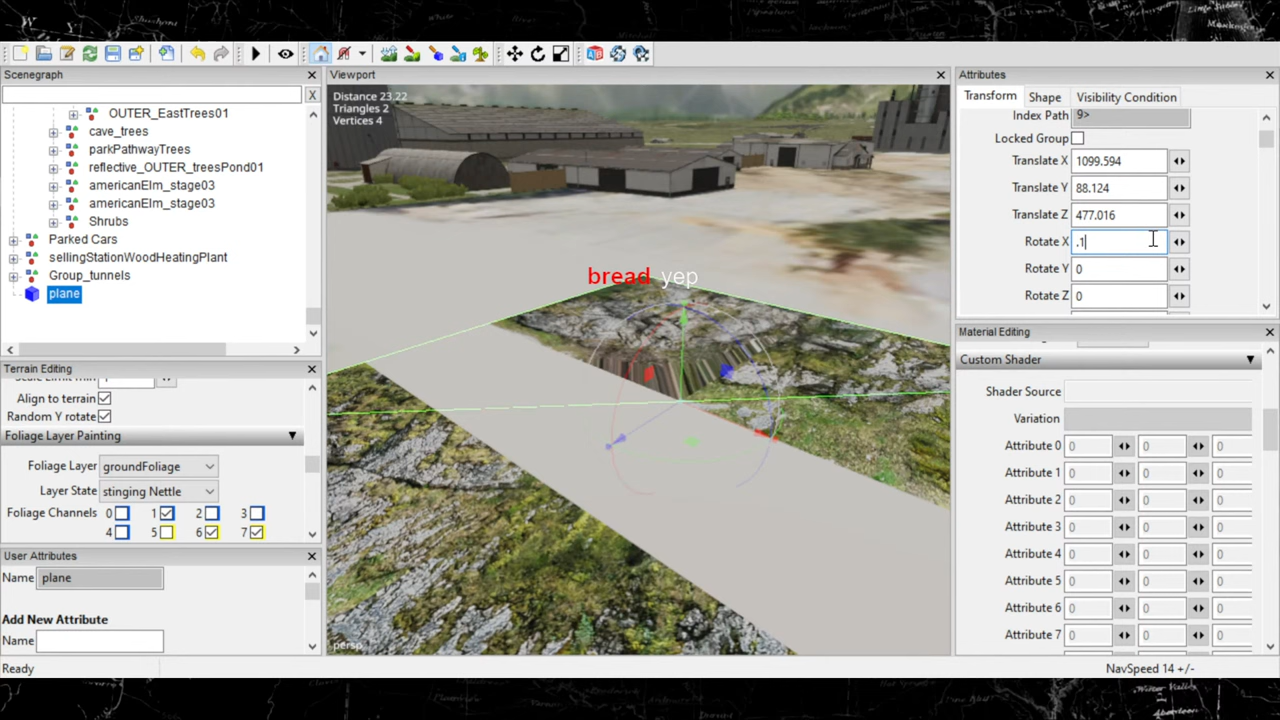 Scenegraph
X
OUTER_EastTrees01
cave_trees
parkPathwayTrees
reflective_OUTER_treesPond01
americanElm_stage03
americanElm_stage03
Shrubs
Parked Cars
sellingStationWoodHeatingPlant
Group_tunnels
plane
Terrain Editing
Align to terrain
Random Y rotate
Foliage Layer Painting
Foliage Layer groundFoliage
Layer State stinging Nettle
Foliage Channels 0 1 2 3
4 5 6 7
User Attributes
Name plane
Add New Attribute
Name
Ready
Viewport
Distance 23.22
Triangles 2
Vertices 4
bread yep
persp
Attributes
Transform Shape Visibility Condition
Index Path 9>
Locked Group
Translate X 1099.594
Translate Y 88.124
Translate Z 477.016
Rotate X .1
Rotate Y 0
Rotate Z 0
Material Editing
Custom Shader
Shader Source
Variation
Attribute 0 0 0 0
Attribute 1 0 0 0
Attribute 2 0 0 0
Attribute 3 0 0 0
Attribute 4 0 0 0
Attribute 5 0 0 0
Attribute 6 0 0 0
Attribute 7 0 0 0
NavSpeed 14 +/-